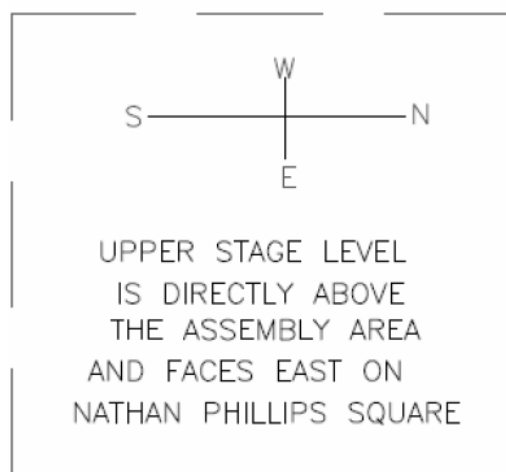 W
S N
E
UPPER STAGE LEVEL
IS DIRECTLY ABOVE
THE ASSEMBLY AREA
AND FACES EAST ON
NATHAN PHILLIPS SQUARE